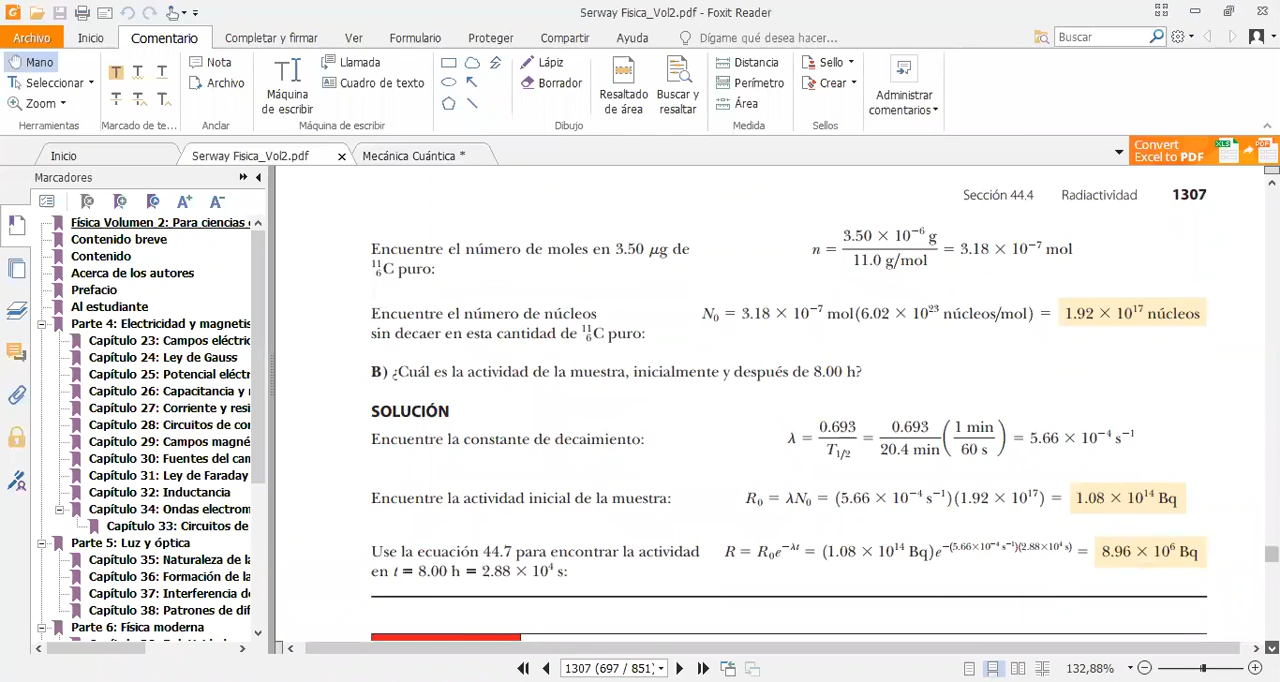 Serway Fisica_Vol2.pdf - Foxit Reader
Archivo Inicio Comentario Completar y firmar Ver Formulario Proteger Compartir Ayuda Dígame qué desea hacer... Buscar
Mano
Seleccionar
Zoom
Herramientas
T T T
T T T
Marcado de te...
Nota
Archivo
Anclar
Máquina
de escribir
Llamada
Cuadro de texto
Máquina de escribir
Lápiz
Borrador
Dibujo
Resaltado
de área
Buscar y
resaltar
Distancia
Perímetro
Área
Medida
Sello
Crear
Sellos
Administrar
comentarios
Inicio Serway Fisica_Vol2.pdf Mecánica Cuántica *
Convert
Excel to PDF
XLS PDF
Marcadores
A+ A-
Física Volumen 2: Para ciencias
Contenido breve
Contenido
Acerca de los autores
Prefacio
Al estudiante
Parte 4: Electricidad y magnetis
Capítulo 23: Campos eléctric
Capítulo 24: Ley de Gauss
Capítulo 25: Potencial eléctr
Capítulo 26: Capacitancia y
Capítulo 27: Corriente y resi
Capítulo 28: Circuitos de cor
Capítulo 29: Campos magné
Capítulo 30: Fuentes del cam
Capítulo 31: Ley de Faraday
Capítulo 32: Inductancia
Capítulo 34: Ondas electrom
Capítulo 33: Circuitos de
Parte 5: Luz y óptica
Capítulo 35: Naturaleza de la
Capítulo 36: Formación de la
Capítulo 37: Interferencia de
Capítulo 38: Patrones de dif
Parte 6: Física moderna
Sección 44.4 Radiactividad 1307
Encuentre el número de moles en 3.50 μg de
¹¹₆C puro:
n = 3.50 × 10⁻⁶ g / 11.0 g/mol = 3.18 × 10⁻⁷ mol
Encuentre el número de núcleos
sin decaer en esta cantidad de ¹¹₆C puro:
N₀ = 3.18 × 10⁻⁷ mol(6.02 × 10²³ núcleos/mol) = 1.92 × 10¹⁷ núcleos
B) ¿Cuál es la actividad de la muestra, inicialmente y después de 8.00 h?
SOLUCIÓN
Encuentre la constante de decaimiento:
λ = 0.693 / T₁/₂ = 0.693 / 20.4 min (1 min / 60 s) = 5.66 × 10⁻⁴ s⁻¹
Encuentre la actividad inicial de la muestra:
R₀ = λN₀ = (5.66 × 10⁻⁴ s⁻¹)(1.92 × 10¹⁷) = 1.08 × 10¹⁴ Bq
Use la ecuación 44.7 para encontrar la actividad
en t = 8.00 h = 2.88 × 10⁴ s:
R = R₀e^−λt = (1.08 × 10¹⁴ Bq)e^−(5.66×10⁻⁴ s⁻¹)(2.88×10⁴ s) = 8.96 × 10⁶ Bq
1307 (697 / 851) 132,88%